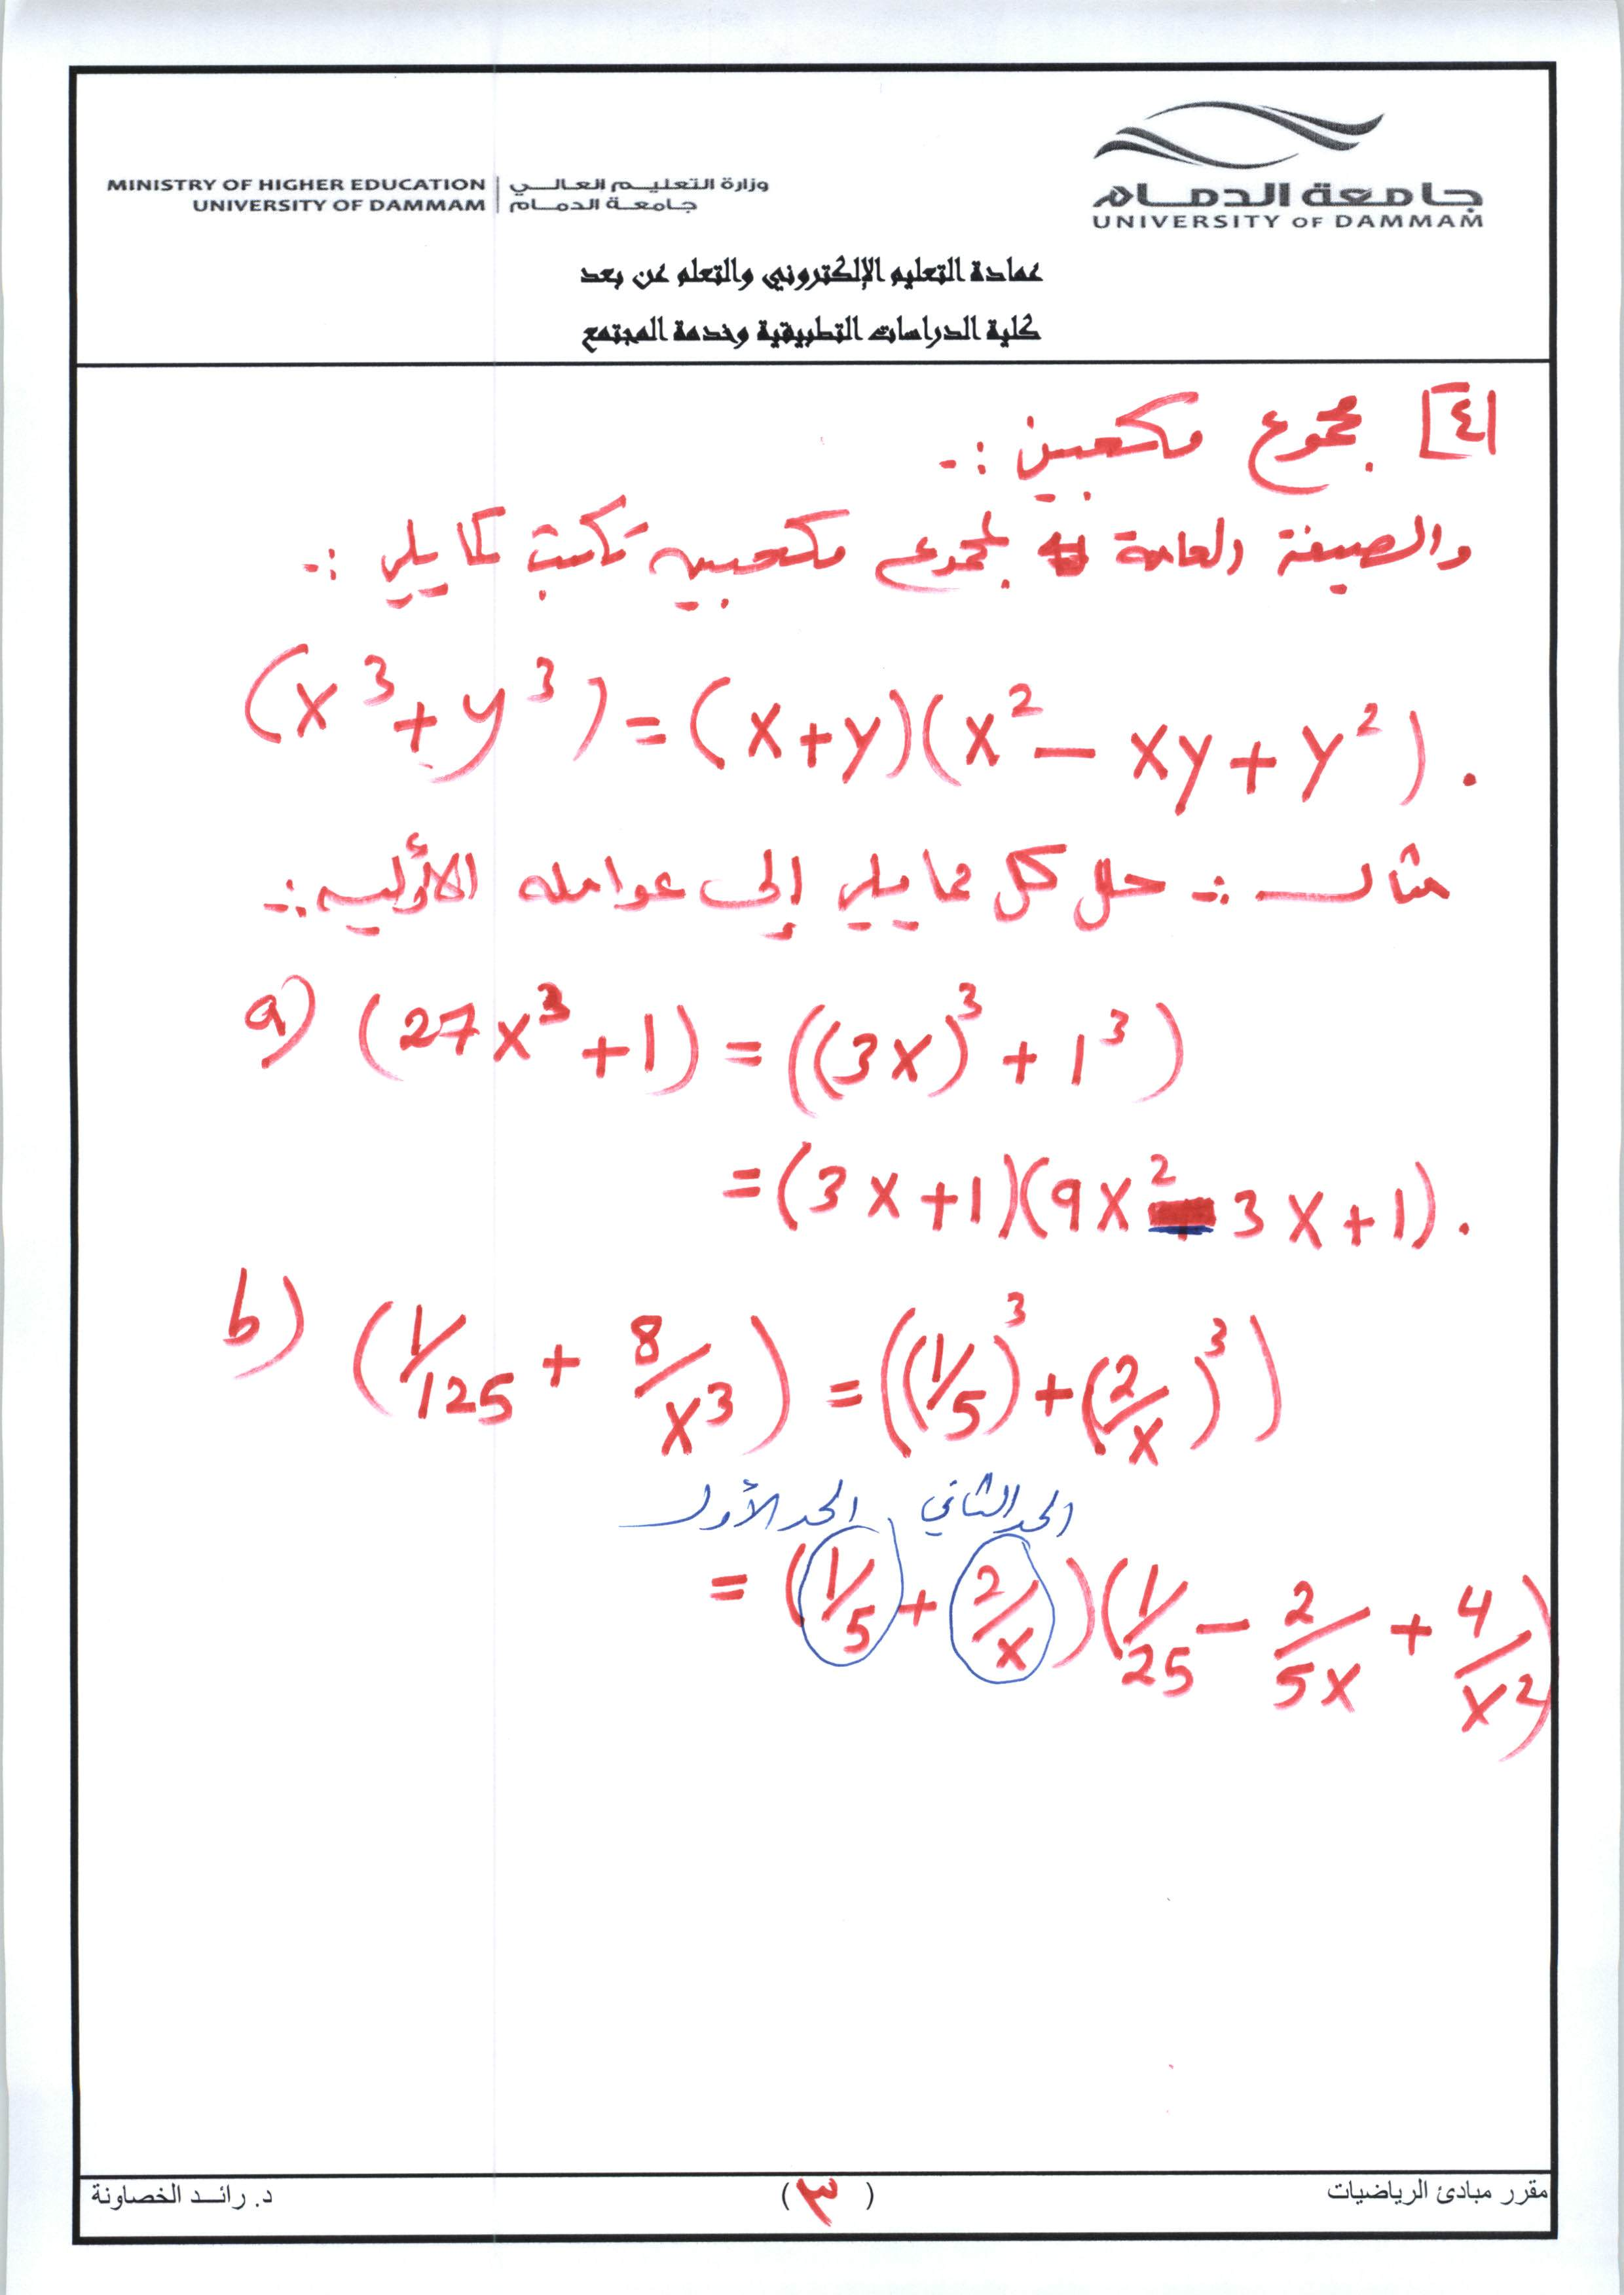 جامعة الدمام
UNIVERSITY OF DAMMAM
MINISTRY OF HIGHER EDUCATION | وزارة التعليم العالي
UNIVERSITY OF DAMMAM | جامعة الدمام
عمادة التعليم الإلكتروني والتعلم عن بعد
كلية الدراسات التطبيقية وخدمة المجتمع
[٤] مجموع مكعبين :-
والصيغة العامة لمجموع مكعبين تكتب كما يلي :-
(x³+y³) = (x+y)(x² − xy + y²).
مثال :- حلل كل مما يلي إلى عوامله الأولية :-
a) (27x³+1) = ((3x)³ + 1³)
= (3x+1)(9x² − 3x+1).
b) (1/125 + 8/x³) = ((1/5)³ + (2/x)³)
الحد الأول الحد الثاني
= (1/5 + 2/x)(1/25 − 2/5x + 4/x²)
مقرر مبادئ الرياضيات
(٣)
د. رائد الخصاونة